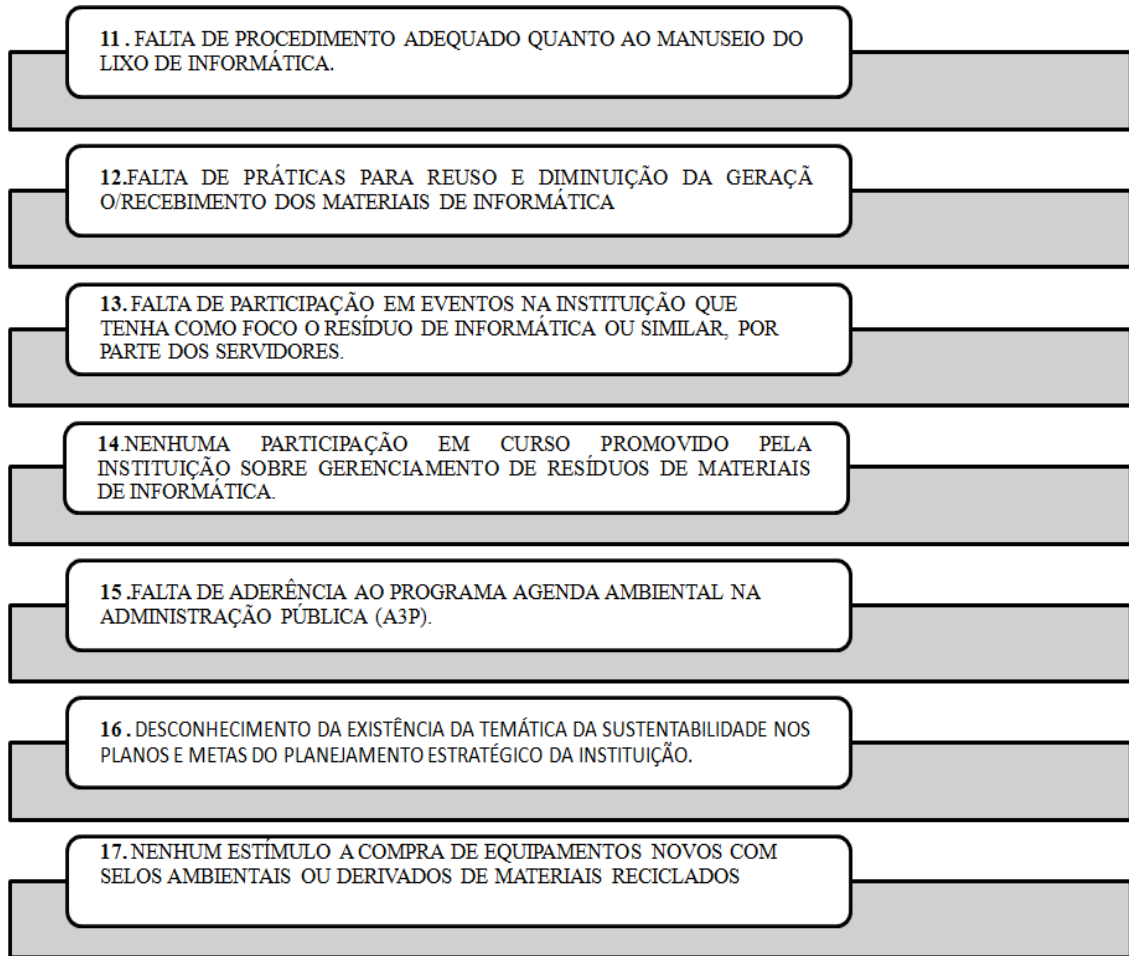 11 . FALTA DE PROCEDIMENTO ADEQUADO QUANTO AO MANUSEIO DO
LIXO DE INFORMÁTICA.
12.FALTA DE PRÁTICAS PARA REUSO E DIMINUIÇÃO DA GERAÇÃ
O/RECEBIMENTO DOS MATERIAIS DE INFORMÁTICA
13. FALTA DE PARTICIPAÇÃO EM EVENTOS NA INSTITUIÇÃO QUE
TENHA COMO FOCO O RESÍDUO DE INFORMÁTICA OU SIMILAR, POR
PARTE DOS SERVIDORES.
14.NENHUMA PARTICIPAÇÃO EM CURSO PROMOVIDO PELA
INSTITUIÇÃO SOBRE GERENCIAMENTO DE RESÍDUOS DE MATERIAIS
DE INFORMÁTICA.
15 .FALTA DE ADERÊNCIA AO PROGRAMA AGENDA AMBIENTAL NA
ADMINISTRAÇÃO PÚBLICA (A3P).
16 . DESCONHECIMENTO DA EXISTÊNCIA DA TEMÁTICA DA SUSTENTABILIDADE NOS
PLANOS E METAS DO PLANEJAMENTO ESTRATÉGICO DA INSTITUIÇÃO.
17. NENHUM ESTÍMULO A COMPRA DE EQUIPAMENTOS NOVOS COM
SELOS AMBIENTAIS OU DERIVADOS DE MATERIAIS RECICLADOS